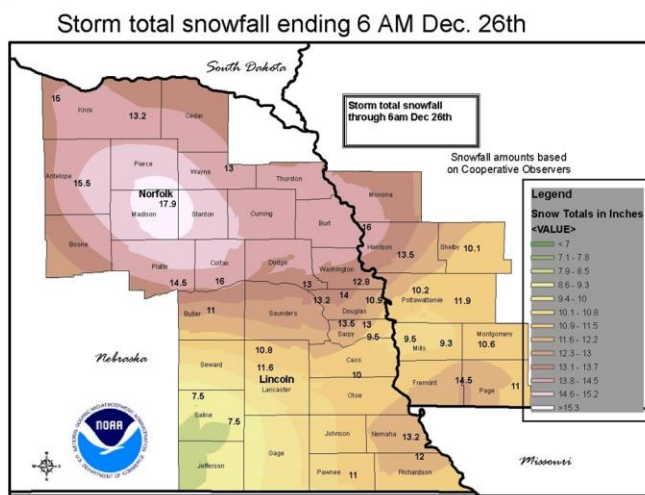 Storm total snowfall ending 6 AM Dec. 26th
South Dakota
Storm total snowfall
through 6am Dec 26th
Snowfall amounts based
on Cooperative Observers
15
Knox
13.2
Cedar
Antelope
15.5
Pierce
Wayne
13
Thurston
Norfolk
17.9
Madison
Stanton
Cuming
Burt
Monona
16
Harrison
13.5
Shelby
10.1
Boone
Platte
14.5
Colfax
16
Dodge
13
Washington
12.8
Butler
11
Saunders
13.2
14
10.9
Douglas
13.5
13
Sarpy
9.5
10.2
Pottawattamie
11.9
Nebraska
Seward
10.8
11.6
Lincoln
Lancaster
Cass
10
Otoe
9.5
Mills
9.3
Montgomery
10.6
Fremont
14.5
Page
11
7.5
Saline
7.5
Jefferson
Gage
Johnson
Nemaha
13.2
12
Pawnee
11
Richardson
Missouri
Legend
Snow Totals in Inches
<VALUE>
< 7
7.1 - 7.8
7.9 - 8.5
8.6 - 9.3
9.4 - 10
10.1 - 10.8
10.9 - 11.5
11.6 - 12.2
12.3 - 13
13.1 - 13.7
13.8 - 14.5
14.6 - 15.2
>15.3
NATIONAL OCEANIC AND ATMOSPHERIC ADMINISTRATION
NOAA
U.S. DEPARTMENT OF COMMERCE